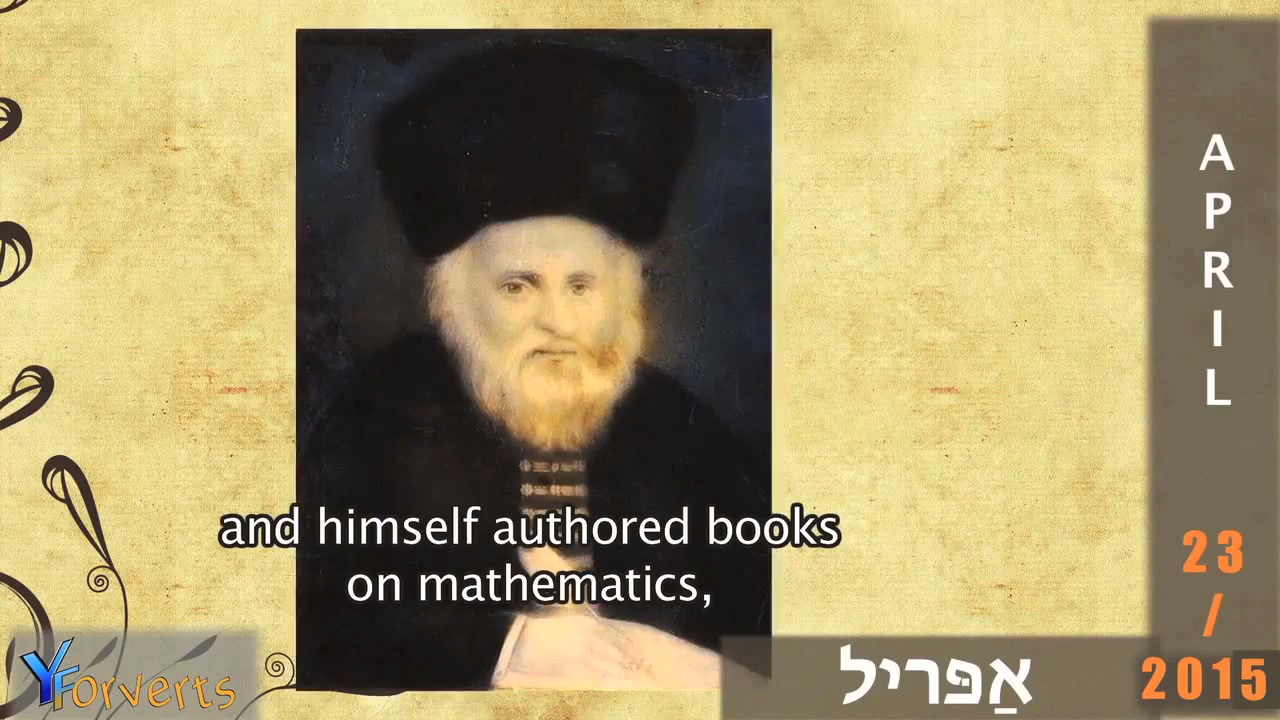 APRIL
and himself authored books
on mathematics,
23
/
2015
אַפּריל
YForverts